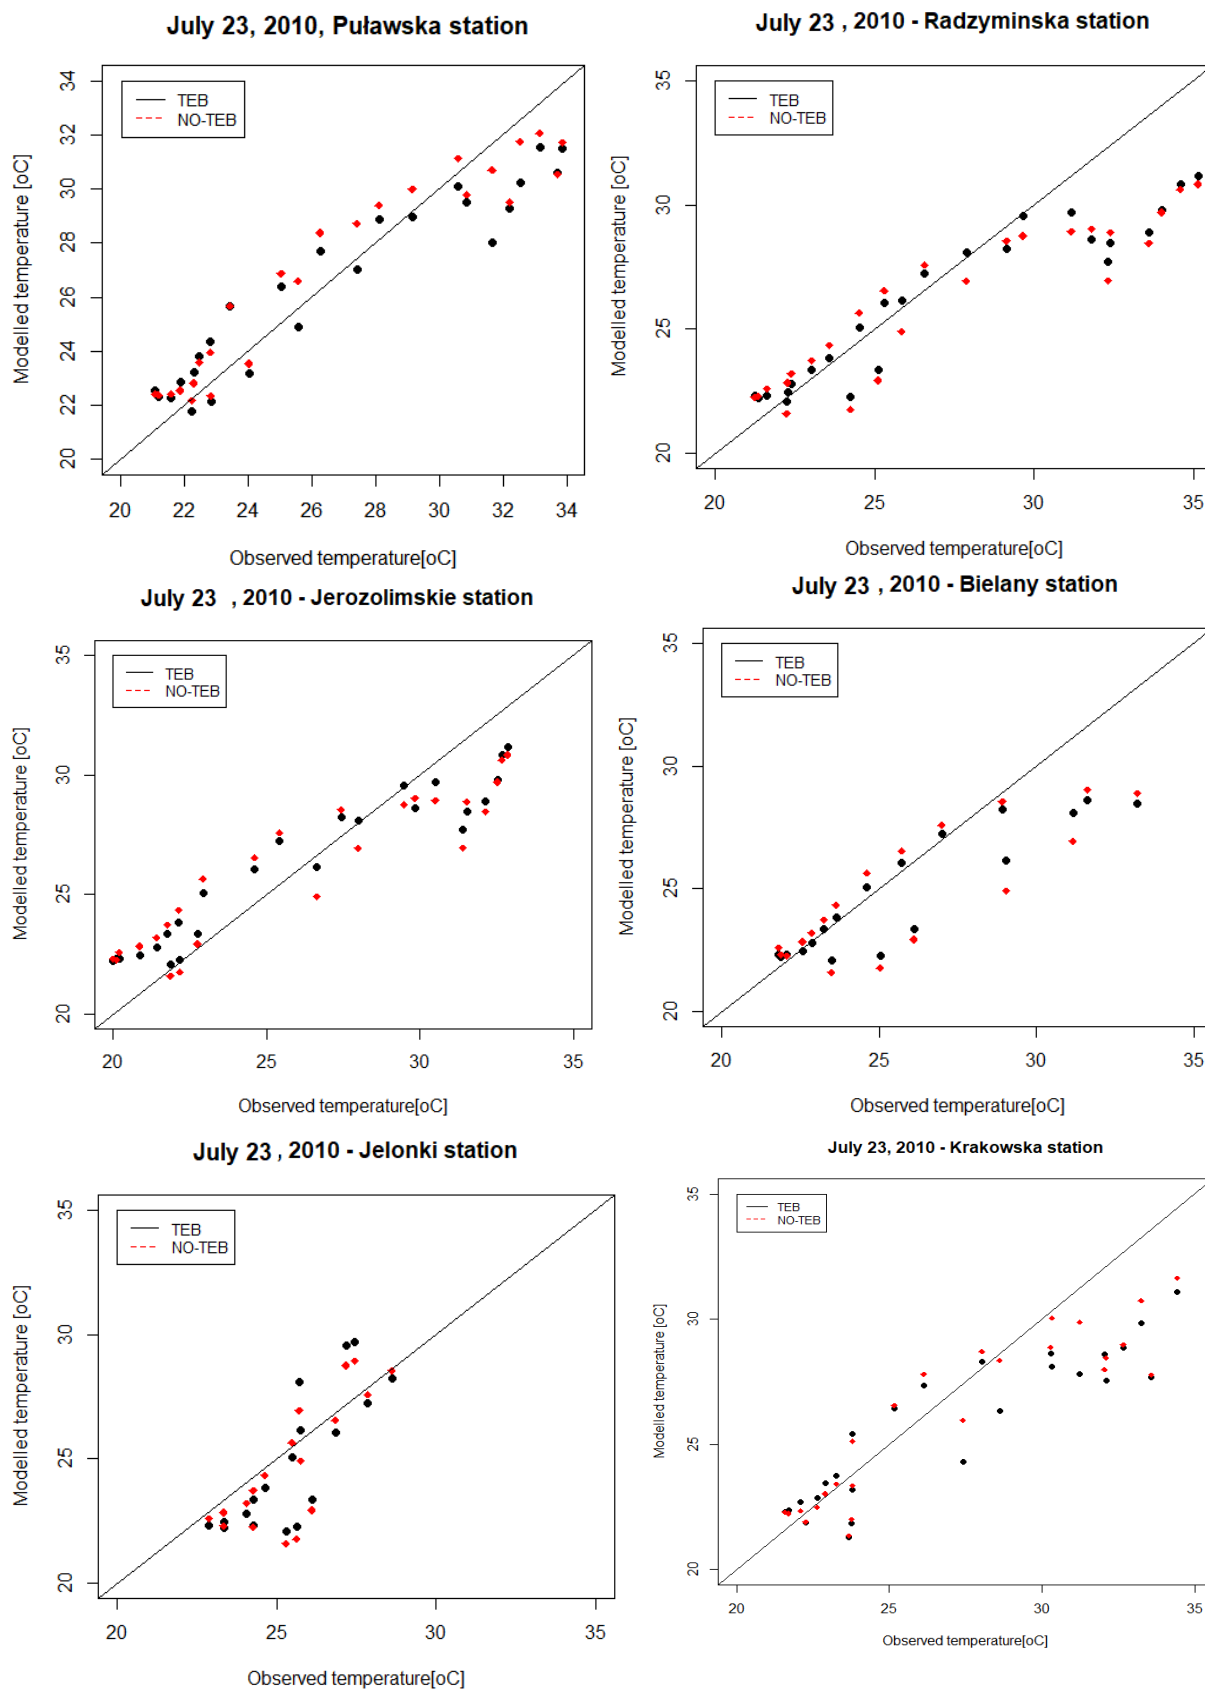 July 23, 2010, Puławska station
34
32
30
28
26
24
22
20
TEB
NO-TEB
Modelled temperature [oC]
20 22 24 26 28 30 32 34
Observed temperature[oC]
July 23 , 2010 - Radzyminska station
35
30
25
20
TEB
NO-TEB
Modelled temperature [oC]
20 25 30 35
Observed temperature[oC]
July 23 , 2010 - Jerozolimskie station
35
30
25
20
TEB
NO-TEB
Modelled temperature [oC]
20 25 30 35
Observed temperature[oC]
July 23 , 2010 - Bielany station
35
30
25
20
TEB
NO-TEB
Modelled temperature [oC]
20 25 30 35
Observed temperature[oC]
July 23 , 2010 - Jelonki station
35
30
25
20
TEB
NO-TEB
Modelled temperature [oC]
20 25 30 35
Observed temperature[oC]
July 23, 2010 - Krakowska station
35
30
25
20
TEB
NO-TEB
Modelled temperature [oC]
20 25 30 35
Observed temperature[oC]